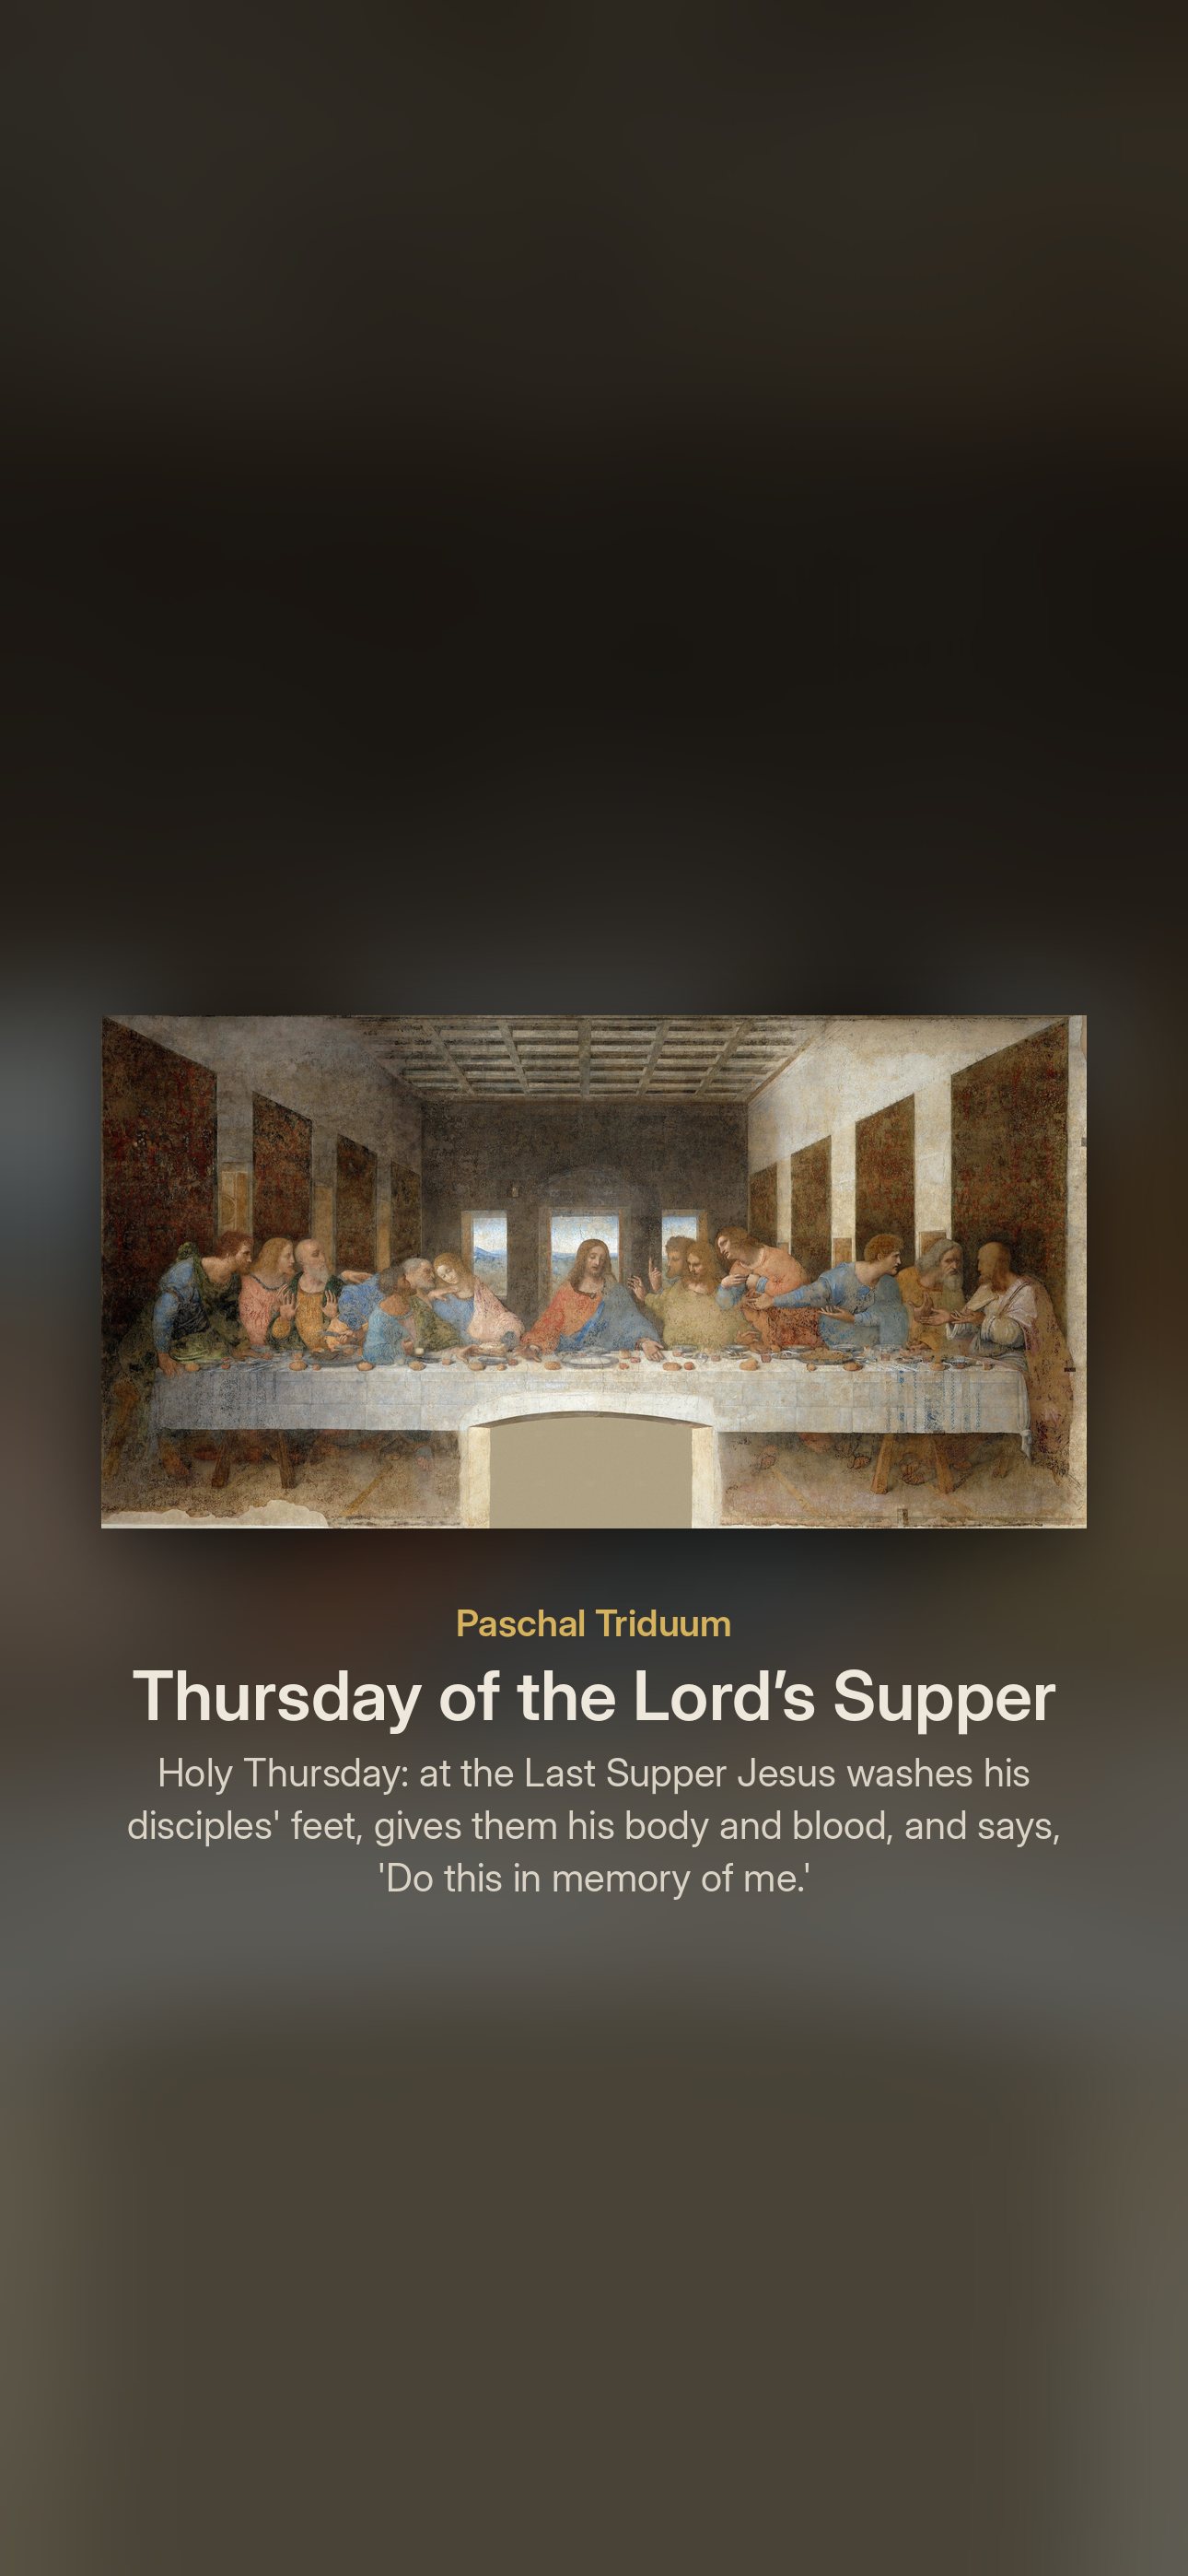 Paschal Triduum
Thursday of the Lord’s Supper
Holy Thursday: at the Last Supper Jesus washes his
disciples' feet, gives them his body and blood, and says,
'Do this in memory of me.'